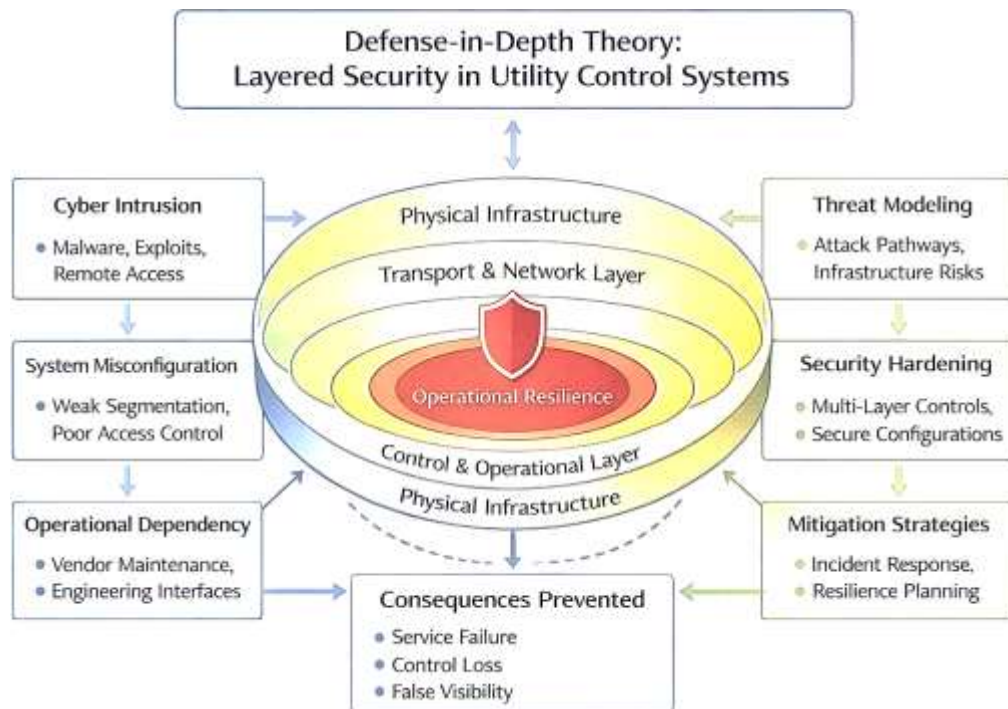 Defense-in-Depth Theory:
Layered Security in Utility Control Systems
Cyber Intrusion
Malware, Exploits,
Remote Access
System Misconfiguration
Weak Segmentation,
Poor Access Control
Operational Dependency
Vendor Maintenance,
Engineering Interfaces
Physical Infrastructure
Transport & Network Layer
Operational Resilience
Control & Operational Layer
Physical Infrastructure
Threat Modeling
Attack Pathways,
Infrastructure Risks
Security Hardening
Multi-Layer Controls,
Secure Configurations
Mitigation Strategies
Incident Response,
Resilience Planning
Consequences Prevented
Service Failure
Control Loss
False Visibility